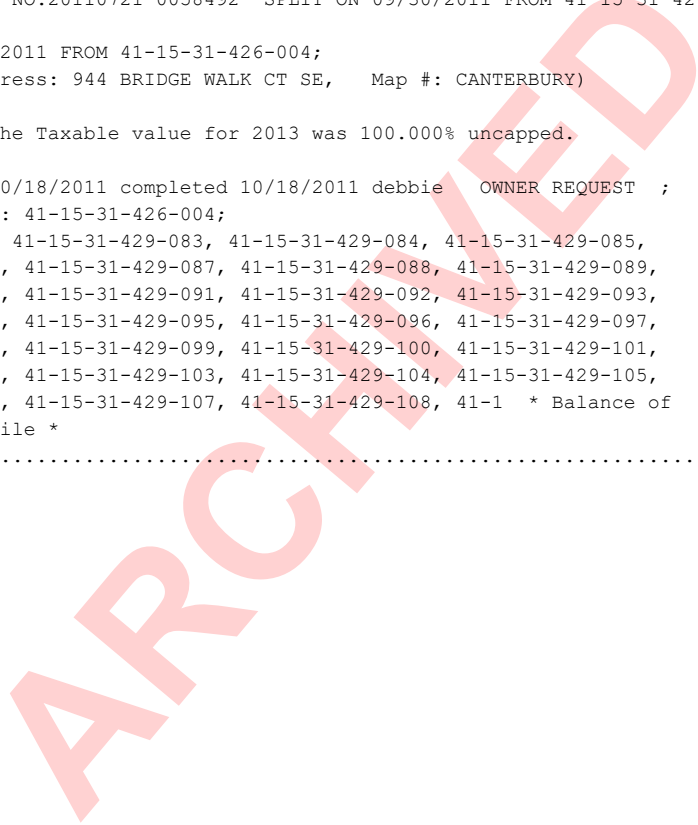 NO.20110721-0058492 SPLIT ON 09/30/2011 FROM 41-15-31-42
2011 FROM 41-15-31-426-004;
ress: 944 BRIDGE WALK CT SE, Map #: CANTERBURY)
he Taxable value for 2013 was 100.000% uncapped.
0/18/2011 completed 10/18/2011 debbie OWNER REQUEST ;
: 41-15-31-426-004;
41-15-31-429-083, 41-15-31-429-084, 41-15-31-429-085,
, 41-15-31-429-087, 41-15-31-429-088, 41-15-31-429-089,
, 41-15-31-429-091, 41-15-31-429-092, 41-15-31-429-093,
, 41-15-31-429-095, 41-15-31-429-096, 41-15-31-429-097,
, 41-15-31-429-099, 41-15-31-429-100, 41-15-31-429-101,
, 41-15-31-429-103, 41-15-31-429-104, 41-15-31-429-105,
, 41-15-31-429-107, 41-15-31-429-108, 41-1 * Balance of
ile *
.........................................................
ARCHIVED